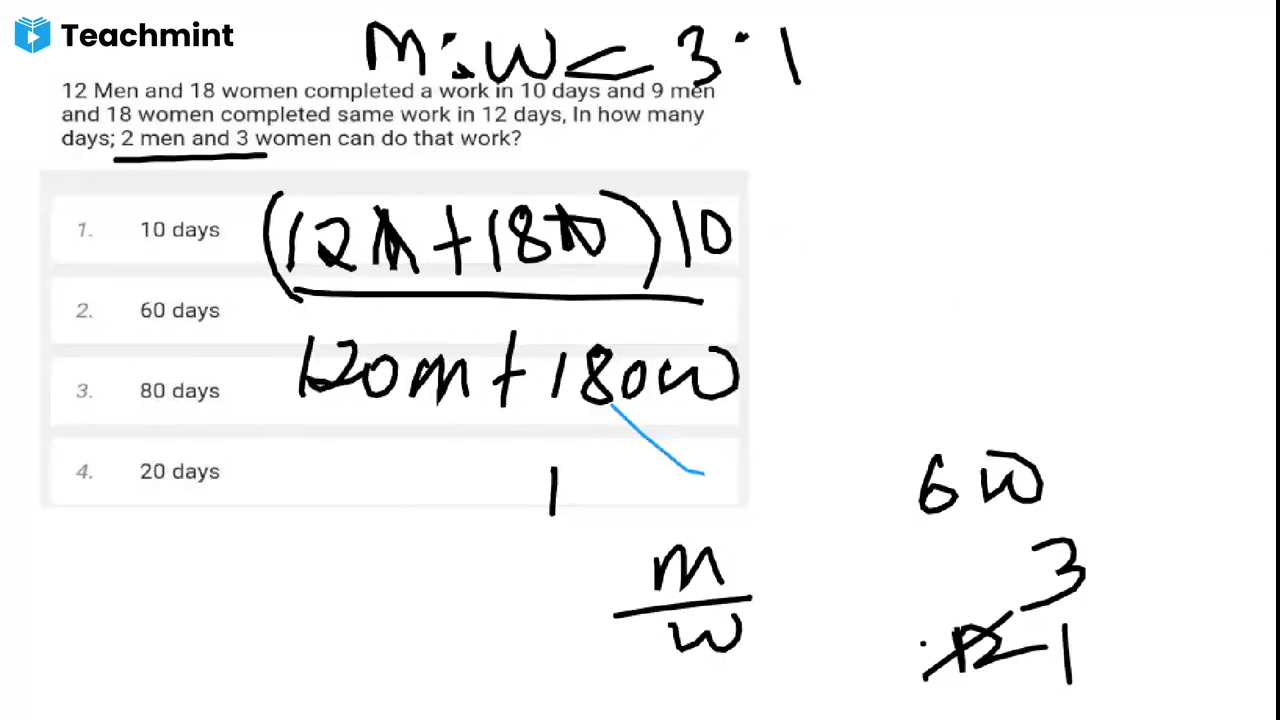 Teachmint
M : W = 3 : 1
12 Men and 18 women completed a work in 10 days and 9 men
and 18 women completed same work in 12 days, In how many
days; 2 men and 3 women can do that work?
1. 10 days
(12M+18W)10
2. 60 days
120m+180w
3. 80 days
4. 20 days
1
6w
m
w
3
12
1